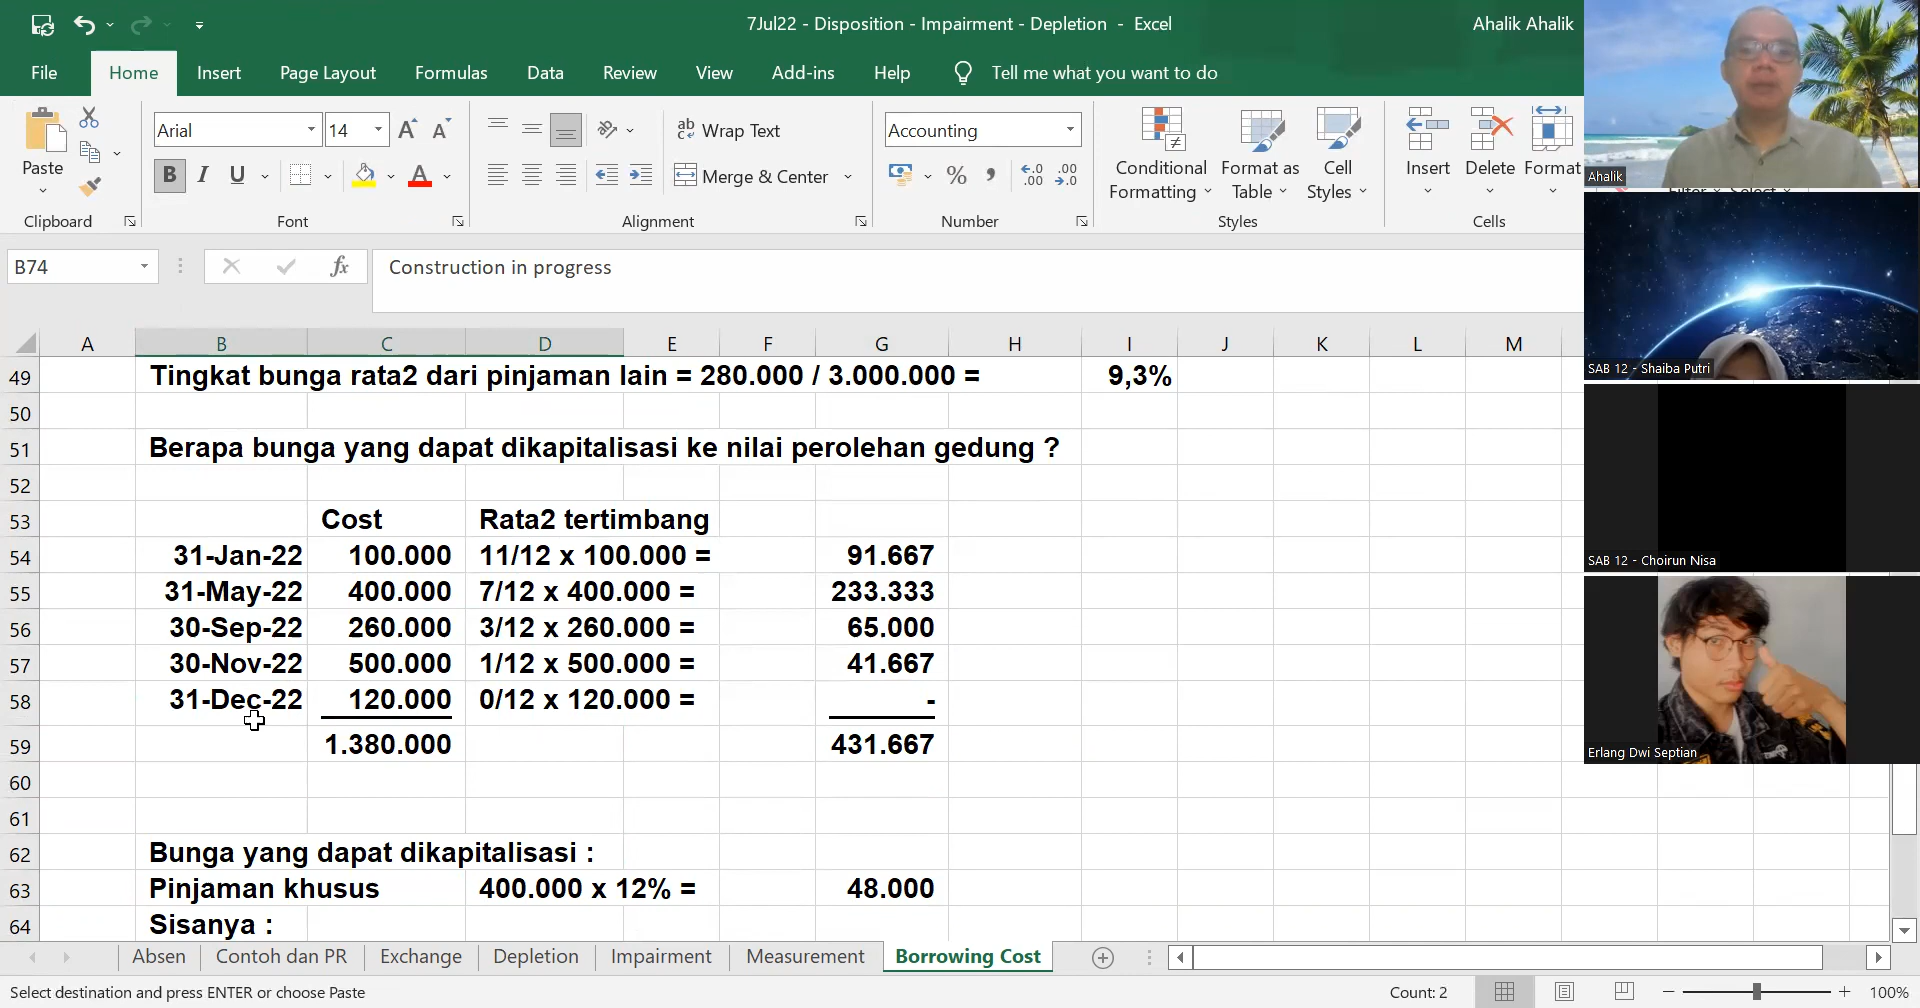 7Jul22 - Disposition - Impairment - Depletion - Excel
Ahalik Ahalik
File Home Insert Page Layout Formulas Data Review View Add-ins Help Tell me what you want to do
Paste
Clipboard
Arial 14
B I U
Font
Wrap Text
Merge & Center
Alignment
Accounting
Number
Conditional Formatting
Format as Table
Cell Styles
Styles
Insert Delete Format
Cells
B74
fx
Construction in progress
A B C D E F G H I J K L M
49 Tingkat bunga rata2 dari pinjaman lain = 280.000 / 3.000.000 = 9,3%
50
51 Berapa bunga yang dapat dikapitalisasi ke nilai perolehan gedung ?
52
53 Cost Rata2 tertimbang
54 31-Jan-22 100.000 11/12 x 100.000 = 91.667
55 31-May-22 400.000 7/12 x 400.000 = 233.333
56 30-Sep-22 260.000 3/12 x 260.000 = 65.000
57 30-Nov-22 500.000 1/12 x 500.000 = 41.667
58 31-Dec-22 120.000 0/12 x 120.000 = -
59 1.380.000 431.667
60
61
62 Bunga yang dapat dikapitalisasi :
63 Pinjaman khusus 400.000 x 12% = 48.000
64 Sisanya :
Absen Contoh dan PR Exchange Depletion Impairment Measurement Borrowing Cost
Select destination and press ENTER or choose Paste
Count: 2
100%
Ahalik
SAB 12 - Shaiba Putri
SAB 12 - Choirun Nisa
Erlang Dwi Septian